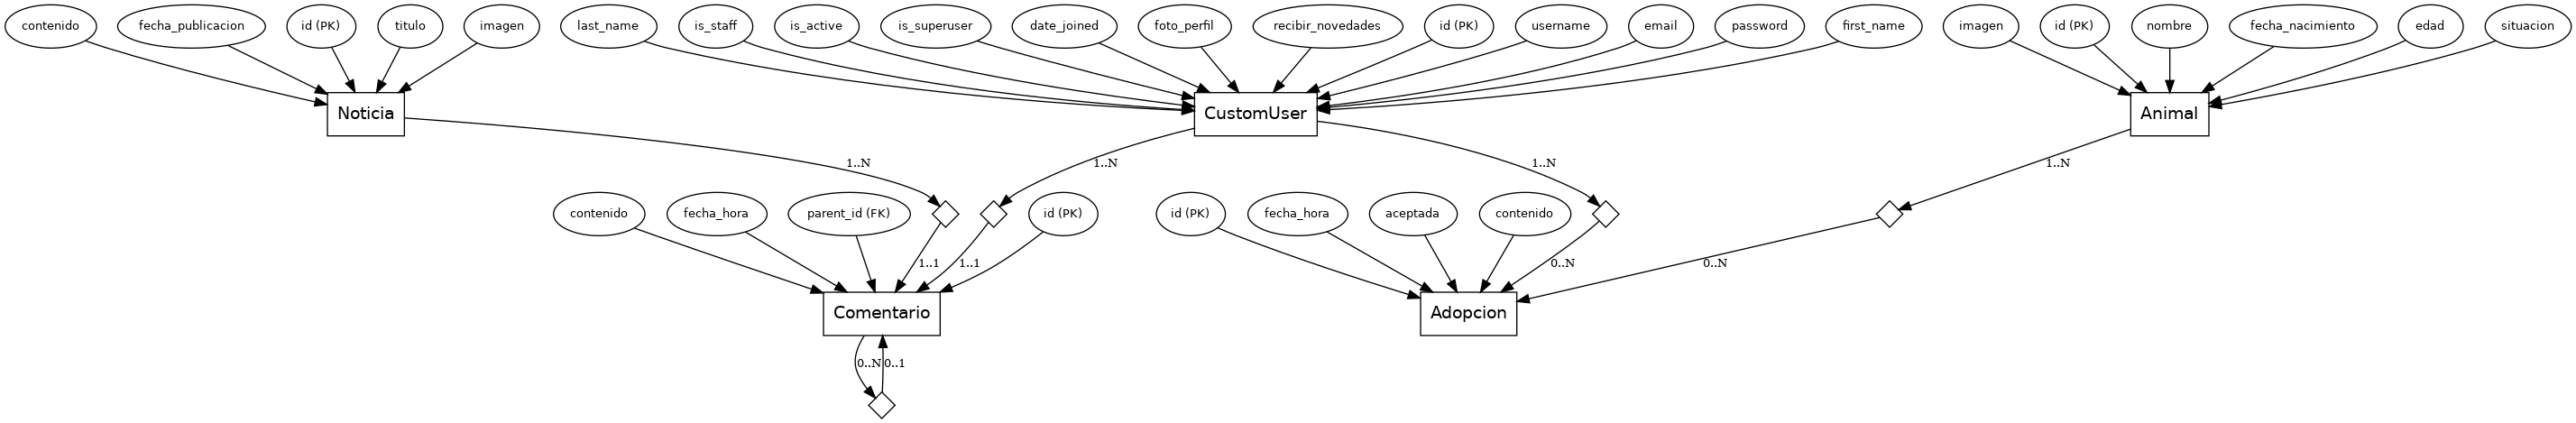 contenido
fecha_publicacion
id (PK)
titulo
imagen
last_name
is_staff
is_active
is_superuser
date_joined
foto_perfil
recibir_novedades
id (PK)
username
email
password
first_name
imagen
id (PK)
nombre
fecha_nacimiento
edad
situacion
Noticia
CustomUser
Animal
1..N
1..N
1..N
1..N
contenido
fecha_hora
parent_id (FK)
id (PK)
id (PK)
fecha_hora
aceptada
contenido
1..1
1..1
0..N
0..N
Comentario
Adopcion
0..N
0..1